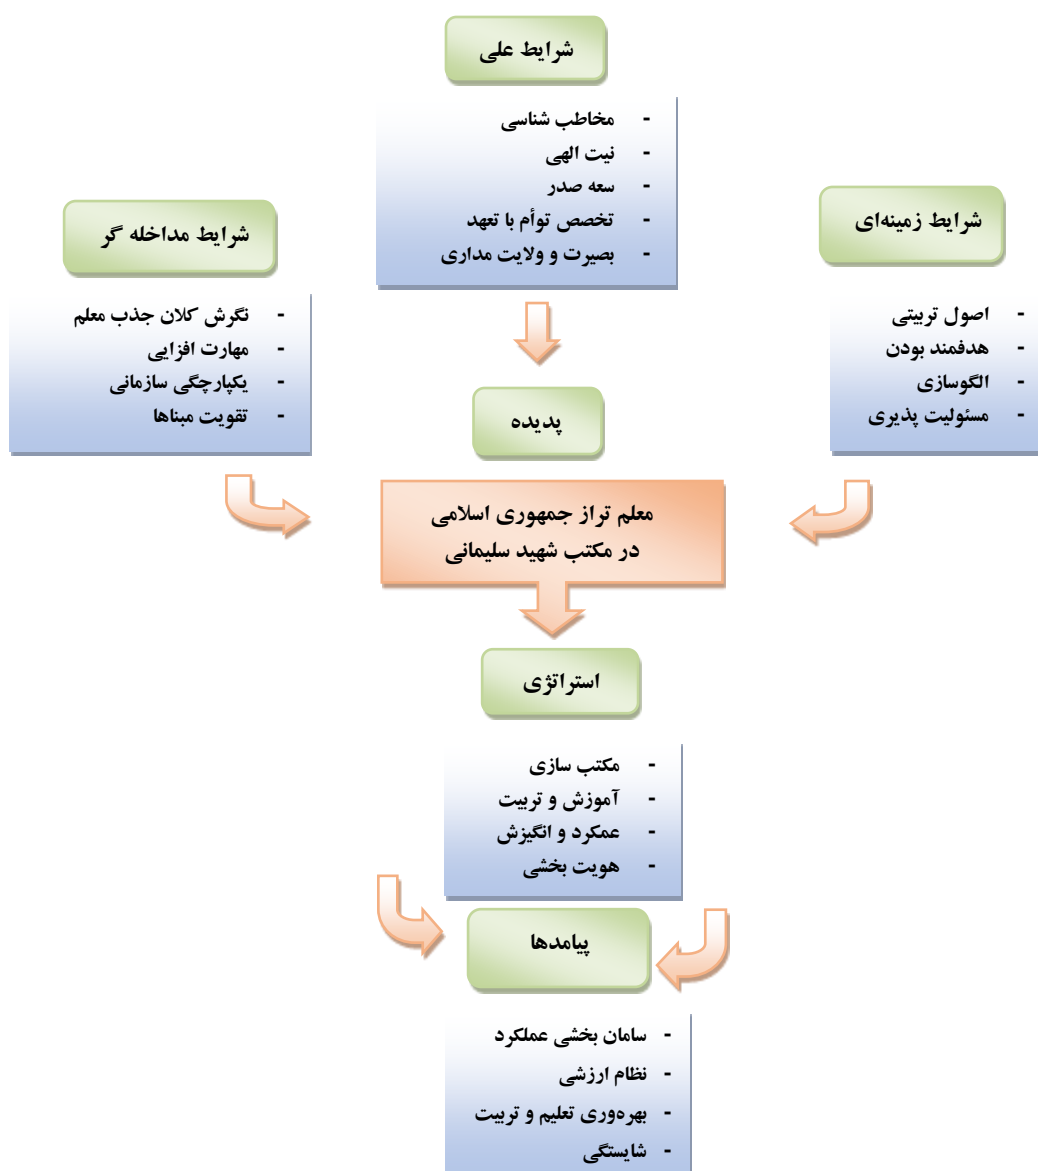 شرایط علی
- مخاطب شناسی
- نیت الهی
- سعه صدر
- تخصص توأم با تعهد
- بصیرت و ولایت مداری
شرایط زمینه‌ای
- اصول تربیتی
- هدفمند بودن
- الگوسازی
- مسئولیت پذیری
شرایط مداخله گر
- نگرش کلان جذب معلم
- مهارت افزایی
- یکپارچگی سازمانی
- تقویت مبناها
پدیده
معلم تراز جمهوری اسلامی
در مکتب شهید سلیمانی
استراتژی
- مکتب سازی
- آموزش و تربیت
- عمکرد و انگیزش
- هویت بخشی
پیامدها
- سامان بخشی عملکرد
- نظام ارزشی
- بهره‌وری تعلیم و تربیت
- شایستگی